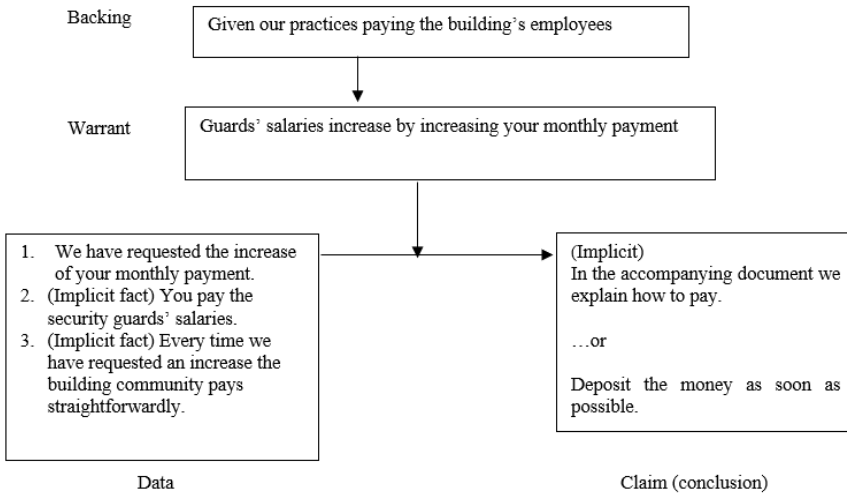 Backing
Given our practices paying the building’s employees
Warrant
Guards’ salaries increase by increasing your monthly payment
1. We have requested the increase
of your monthly payment.
2. (Implicit fact) You pay the
security guards’ salaries.
3. (Implicit fact) Every time we
have requested an increase the
building community pays
straightforwardly.
(Implicit)
In the accompanying document we
explain how to pay.
…or
Deposit the money as soon as
possible.
Data
Claim (conclusion)